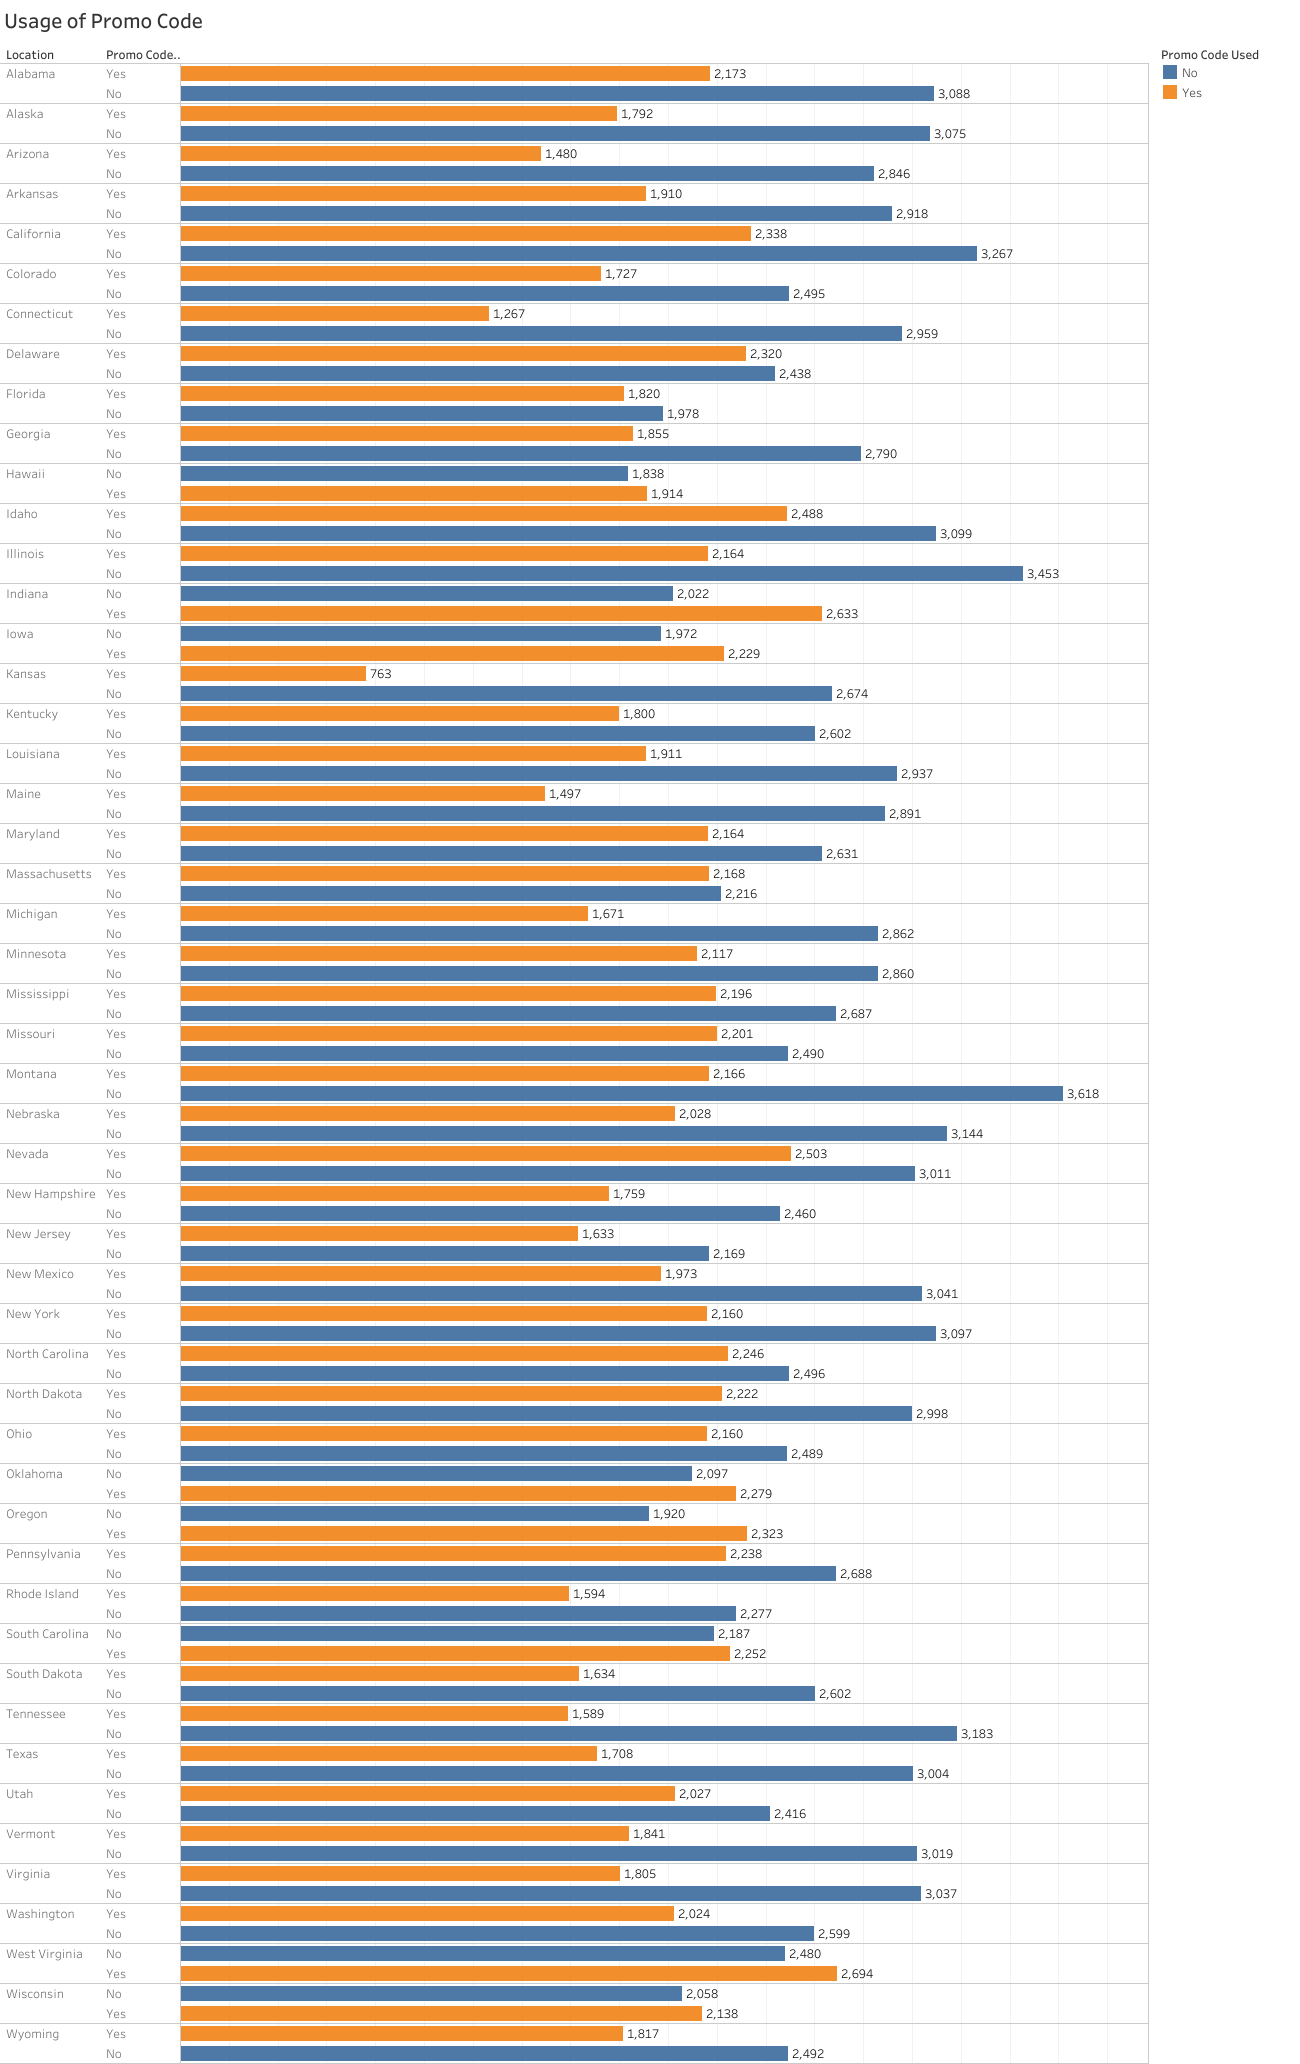 Usage of Promo Code
Location Promo Code.. Promo Code Used
No
Yes
Alabama Yes 2,173
No 3,088
Alaska Yes 1,792
No 3,075
Arizona Yes 1,480
No 2,846
Arkansas Yes 1,910
No 2,918
California Yes 2,338
No 3,267
Colorado Yes 1,727
No 2,495
Connecticut Yes 1,267
No 2,959
Delaware Yes 2,320
No 2,438
Florida Yes 1,820
No 1,978
Georgia Yes 1,855
No 2,790
Hawaii No 1,838
Yes 1,914
Idaho Yes 2,488
No 3,099
Illinois Yes 2,164
No 3,453
Indiana No 2,022
Yes 2,633
Iowa No 1,972
Yes 2,229
Kansas Yes 763
No 2,674
Kentucky Yes 1,800
No 2,602
Louisiana Yes 1,911
No 2,937
Maine Yes 1,497
No 2,891
Maryland Yes 2,164
No 2,631
Massachusetts Yes 2,168
No 2,216
Michigan Yes 1,671
No 2,862
Minnesota Yes 2,117
No 2,860
Mississippi Yes 2,196
No 2,687
Missouri Yes 2,201
No 2,490
Montana Yes 2,166
No 3,618
Nebraska Yes 2,028
No 3,144
Nevada Yes 2,503
No 3,011
New Hampshire Yes 1,759
No 2,460
New Jersey Yes 1,633
No 2,169
New Mexico Yes 1,973
No 3,041
New York Yes 2,160
No 3,097
North Carolina Yes 2,246
No 2,496
North Dakota Yes 2,222
No 2,998
Ohio Yes 2,160
No 2,489
Oklahoma No 2,097
Yes 2,279
Oregon No 1,920
Yes 2,323
Pennsylvania Yes 2,238
No 2,688
Rhode Island Yes 1,594
No 2,277
South Carolina No 2,187
Yes 2,252
South Dakota Yes 1,634
No 2,602
Tennessee Yes 1,589
No 3,183
Texas Yes 1,708
No 3,004
Utah Yes 2,027
No 2,416
Vermont Yes 1,841
No 3,019
Virginia Yes 1,805
No 3,037
Washington Yes 2,024
No 2,599
West Virginia No 2,480
Yes 2,694
Wisconsin No 2,058
Yes 2,138
Wyoming Yes 1,817
No 2,492